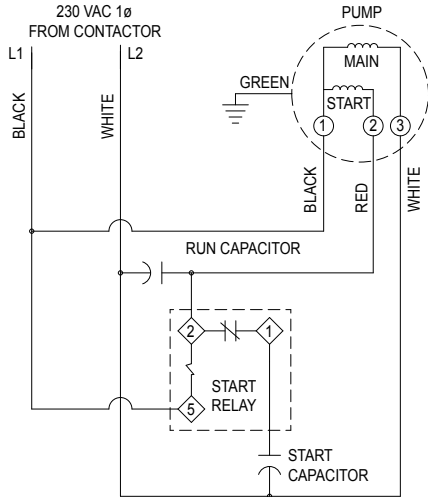 230 VAC 1ø
FROM CONTACTOR
L1
L2
PUMP
MAIN
START
GREEN
1
2
3
BLACK
WHITE
BLACK
RED
WHITE
RUN CAPACITOR
2
1
START
RELAY
5
START
CAPACITOR